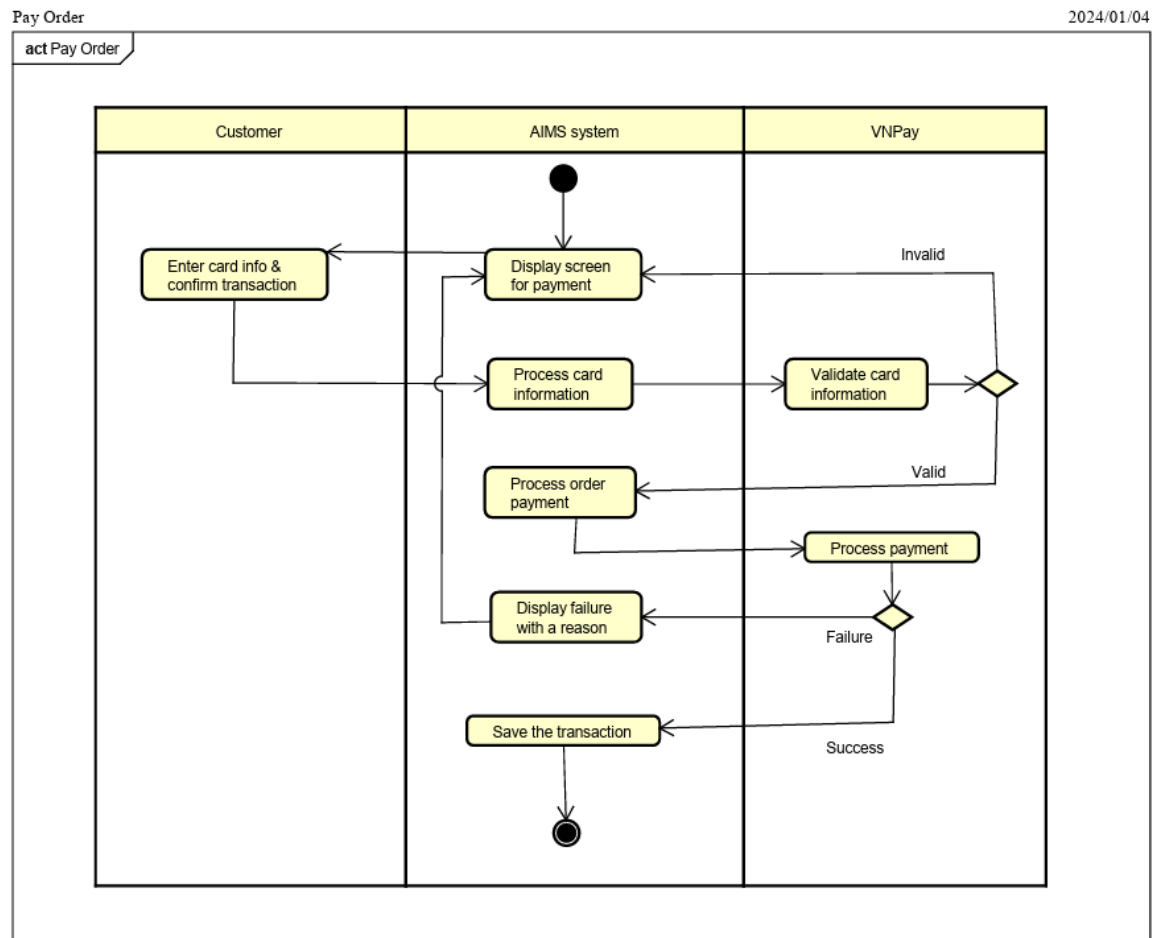 Pay Order
2024/01/04
act Pay Order
Customer
AIMS system
VNPay
Enter card info &
confirm transaction
Display screen
for payment
Invalid
Process card
information
Validate card
information
Process order
payment
Valid
Process payment
Display failure
with a reason
Failure
Save the transaction
Success